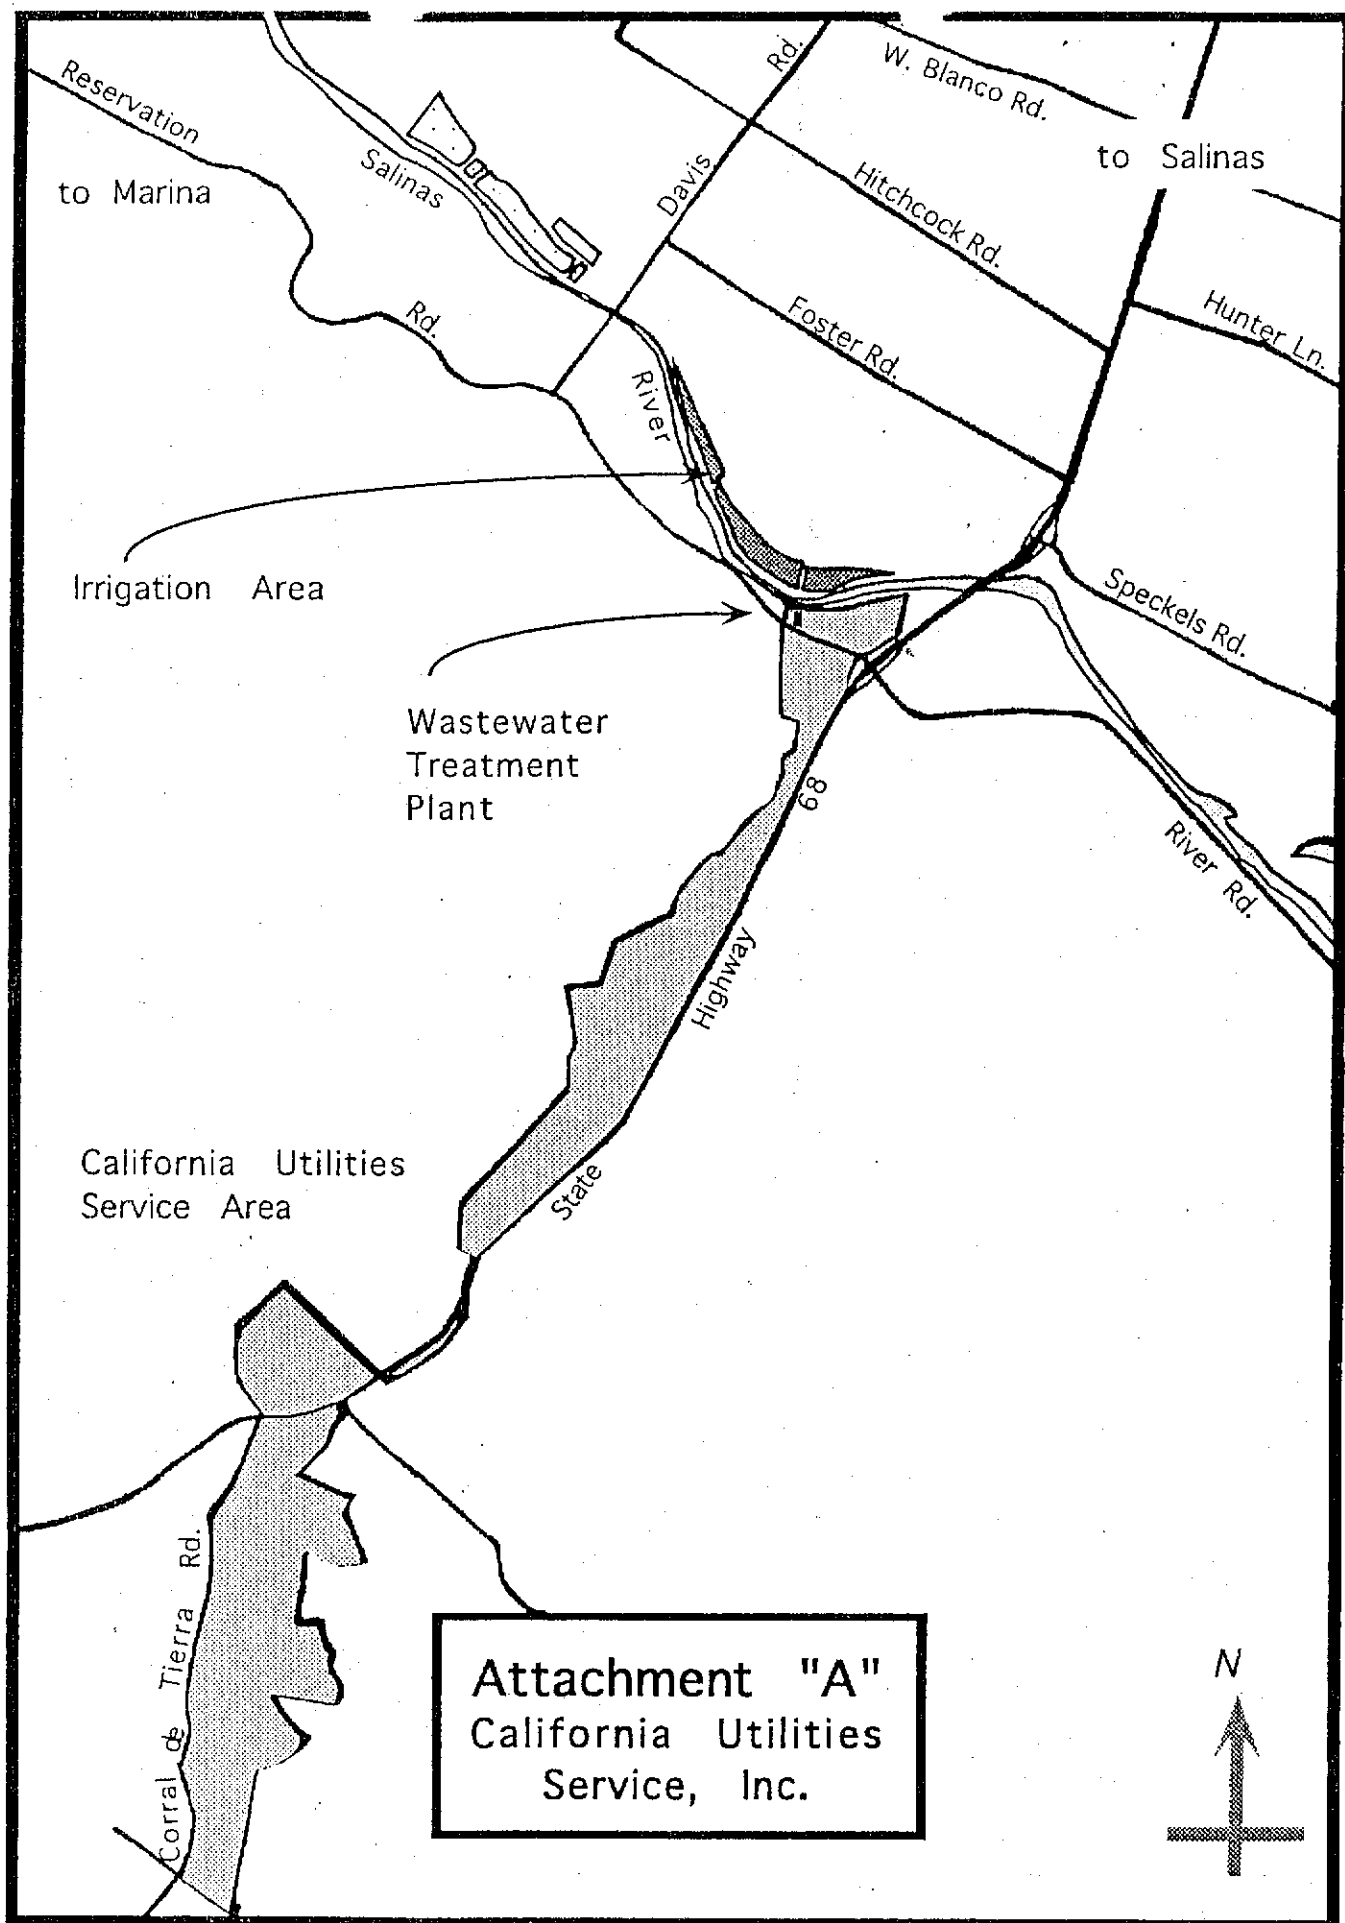 W. Blanco Rd.
Reservation
Rd.
to Salinas
to Marina
Salinas
Davis
Hitchcock Rd.
Hunter Ln.
Foster Rd.
Rd.
River
Irrigation Area
Speckels Rd.
Wastewater
Treatment
Plant
68
River Rd.
Highway
State
California Utilities
Service Area
Corral de Tierra Rd.
Attachment "A"
California Utilities
Service, Inc.
N